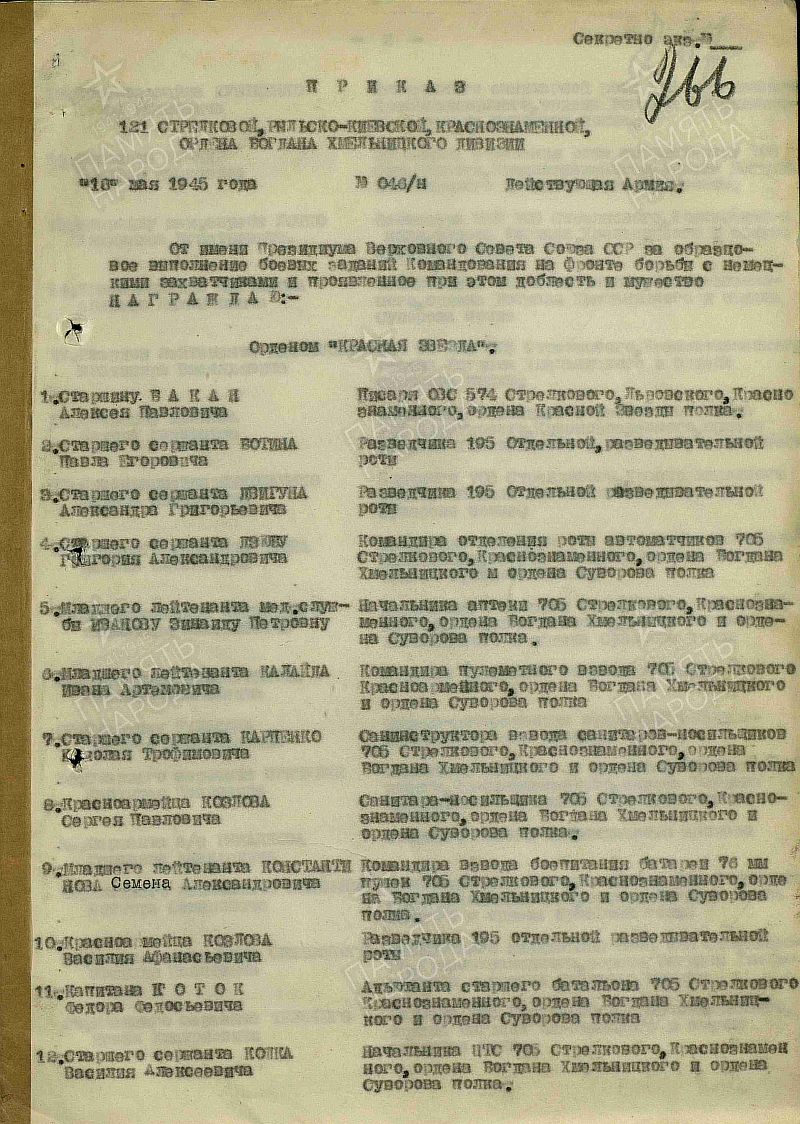 Секретно экз.№
266
П Р И К А З
121 СТРЕЛКОВОЙ, РЫЛЬСКО-КИЕВСКОЙ, КРАСНОЗНАМЕННОЙ,
ОРДЕНА БОГДАНА ХМЕЛЬНИЦКОГО ДИВИЗИИ
мая 1945 года № 046/н Действующая Армия.
От имени Президиума Верховного Совета Союза ССР за образцо-
вое выполнение боевых заданий Командования на фронте борьбы с немец-
кими захватчиками и проявленное при этом доблесть и мужество
Н А Г Р А Ж Д А Ю:-
Орденом "КРАСНАЯ ЗВЕЗДА".
1.Старшину В А К А Н Писаря ОВС 574 Стрелкового, Львовского, Красно
Алексея Павловича знаменного, ордена Красной Звезды полка.
2.Старшего сержанта ВОТИНА Разведчика 195 Отдельной, разведывательной
Павла Егоровича роты
3.Старшего сержанта ДВИГУНА Разведчика 195 Отдельной разведывательной
Александра Григорьевича роты
4.Старшего сержанта ДЗЮБУ Командира отделения роты автоматчиков 705
Григория Александровича Стрелкового, Краснознаменного, ордена Богдана
Хмельницкого м ордена Суворова полка
5.Младшего лейтенанта мед.служ- Начальника аптеки 705 Стрелкового, Краснозна-
бы ИВАНОВУ Зинаиду Петровну менного, ордена Богдана Хмельницкого и орде-
на Суворова полка.
6.Младшего лейтенанта КАЛАЙДА Командира пулеметного взвода 705 Стрелкового
Ивана Артемовича Красноармейного, ордена Богдана Хмельницкого
и ордена Суворова полка
7.Старшего сержанта КАРПЕНКО Санинструктора взвода санитаров-носильщиков
Николая Трофимовича 705 Стрелкового, Краснознаменного, ордена
Богдана Хмельницкого и ордена Суворова полка
8.Красноармейца КОЗЛОВА Санитара-носильщика 705 Стрелкового, Красно-
Сергея Павловича знаменного, ордена Богдана Хмельницкого и
ордена Суворова полка.
9.Младшего лейтенанта КОНСТАНТИ Командира взвода боепитания батареи 76 мм
НОВА Семена Александровича пушек 705 Стрелкового, Краснознаменного, орде
на Богдана Хмельницкого и ордена Суворова
полка.
10.Красноармейца КОЗЛОВА Разведчика 195 отдельной разведывательной
Василия Афанасьевича роты
11.Капитана К О Т О К Адъютанта старшего батальона 705 Стрелкового
Федора Федосьевича Краснознаменного, ордена Богдана Хмельниц-
кого и ордена Суворова полка
12.Старшего сержанта КОШКА Начальника ПТС 705 Стрелкового, Краснознамен
Василия Алексеевича ного, ордена Богдана Хмельницкого и ордена
Суворова полка.
ПАМЯТЬ НАРОДА